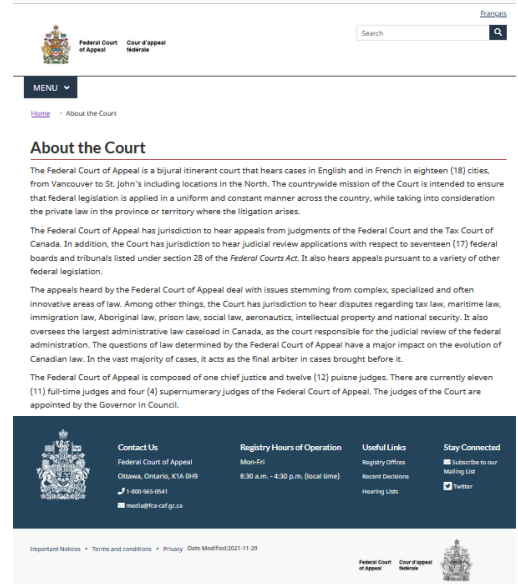 Français
Federal Court Cour d'appel
of Appeal fédérale
Search
MENU
Home About the Court
About the Court
The Federal Court of Appeal is a bijural itinerant court that hears cases in English and in French in eighteen (18) cities,
from Vancouver to St. John's including locations in the North. The countrywide mission of the Court is intended to ensure
that federal legislation is applied in a uniform and constant manner across the country, while taking into consideration
the private law in the province or territory where the litigation arises.
The Federal Court of Appeal has jurisdiction to hear appeals from judgments of the Federal Court and the Tax Court of
Canada. In addition, the Court has jurisdiction to hear judicial review applications with respect to seventeen (17) federal
boards and tribunals listed under section 28 of the Federal Courts Act. It also hears appeals pursuant to a variety of other
federal legislation.
The appeals heard by the Federal Court of Appeal deal with issues stemming from complex, specialized and often
innovative areas of law. Among other things, the Court has jurisdiction to hear disputes regarding tax law, maritime law,
immigration law, Aboriginal law, prison law, social law, aeronautics, intellectual property and national security. It also
oversees the largest administrative law caseload in Canada, as the court responsible for the judicial review of the federal
administration. The questions of law determined by the Federal Court of Appeal have a major impact on the evolution of
Canadian law. In the vast majority of cases, it acts as the final arbiter in cases brought before it.
The Federal Court of Appeal is composed of one chief justice and twelve (12) puisne judges. There are currently eleven
(11) full-time judges and four (4) supernumerary judges of the Federal Court of Appeal. The judges of the Court are
appointed by the Governor in Council.
Contact Us
Federal Court of Appeal
Ottawa, Ontario, K1A 0H9
1-800-565-0541
media@fca-caf.gc.ca
Registry Hours of Operation
Mon-Fri
8:30 a.m. - 4:30 p.m. (local time)
Useful Links
Registry Offices
Recent Decisions
Hearing Lists
Stay Connected
Subscribe to our
Mailing List
Twitter
Important Notices • Terms and conditions • Privacy Date Modified:2021-11-29
Federal Court Cour d'appel
of Appeal fédérale